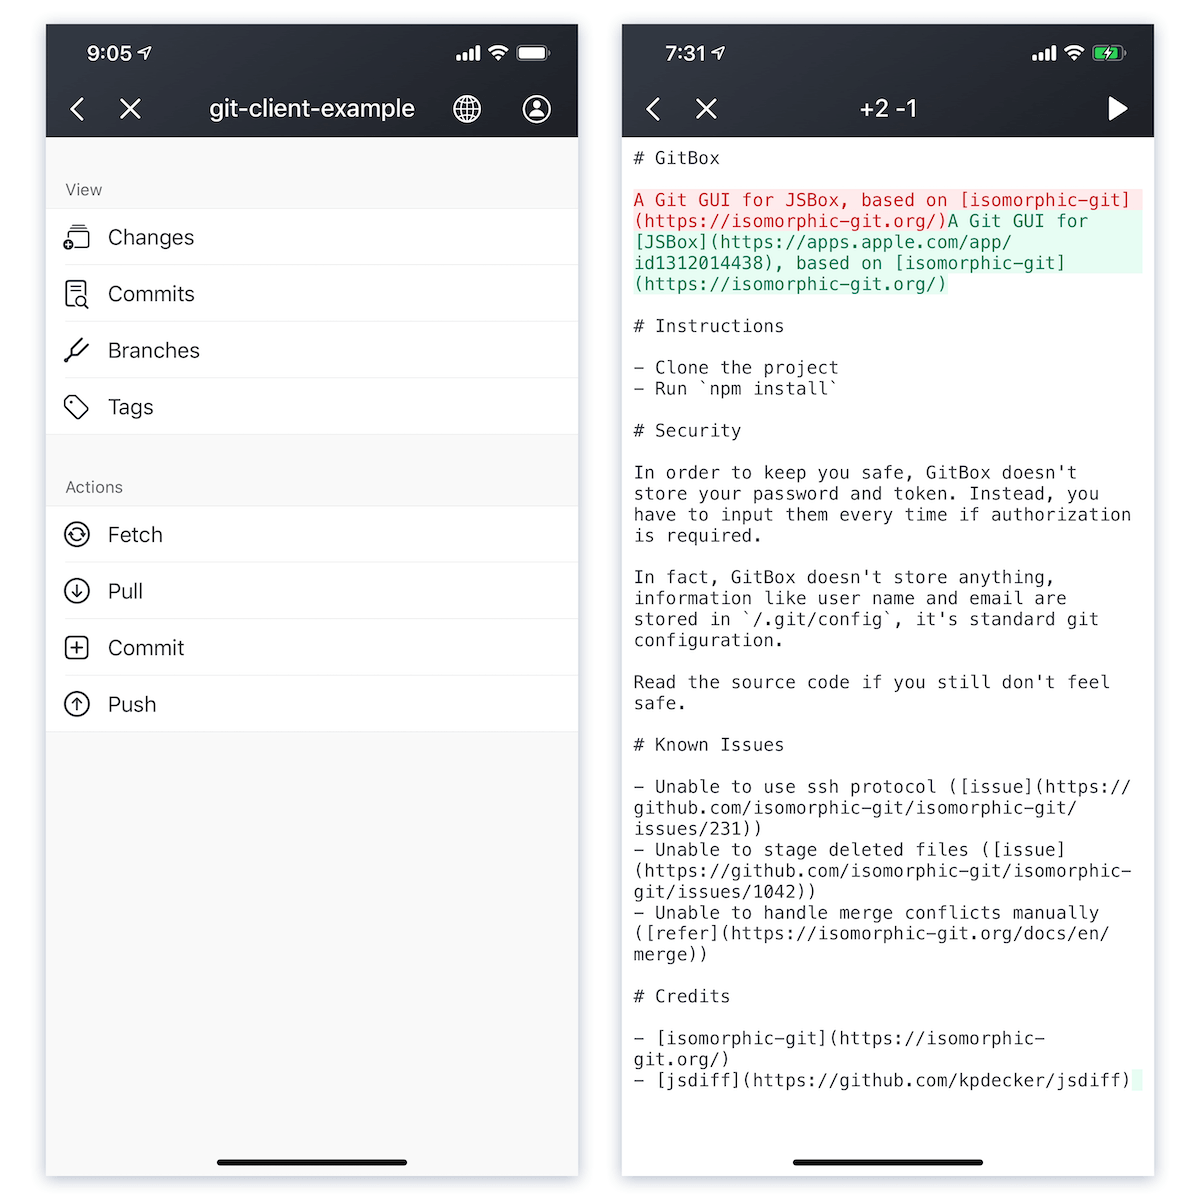 9:05
git-client-example
View
Changes
Commits
Branches
Tags
Actions
Fetch
Pull
Commit
Push
7:31
+2 -1
# GitBox
A Git GUI for JSBox, based on [isomorphic-git]
(https://isomorphic-git.org/)A Git GUI for
[JSBox](https://apps.apple.com/app/
id1312014438), based on [isomorphic-git]
(https://isomorphic-git.org/)
# Instructions
- Clone the project
- Run `npm install`
# Security
In order to keep you safe, GitBox doesn't
store your password and token. Instead, you
have to input them every time if authorization
is required.
In fact, GitBox doesn't store anything,
information like user name and email are
stored in `/.git/config`, it's standard git
configuration.
Read the source code if you still don't feel
safe.
# Known Issues
- Unable to use ssh protocol ([issue](https://
github.com/isomorphic-git/isomorphic-git/
issues/231))
- Unable to stage deleted files ([issue]
(https://github.com/isomorphic-git/isomorphic-
git/issues/1042))
- Unable to handle merge conflicts manually
([refer](https://isomorphic-git.org/docs/en/
merge))
# Credits
- [isomorphic-git](https://isomorphic-
git.org/)
- [jsdiff](https://github.com/kpdecker/jsdiff)